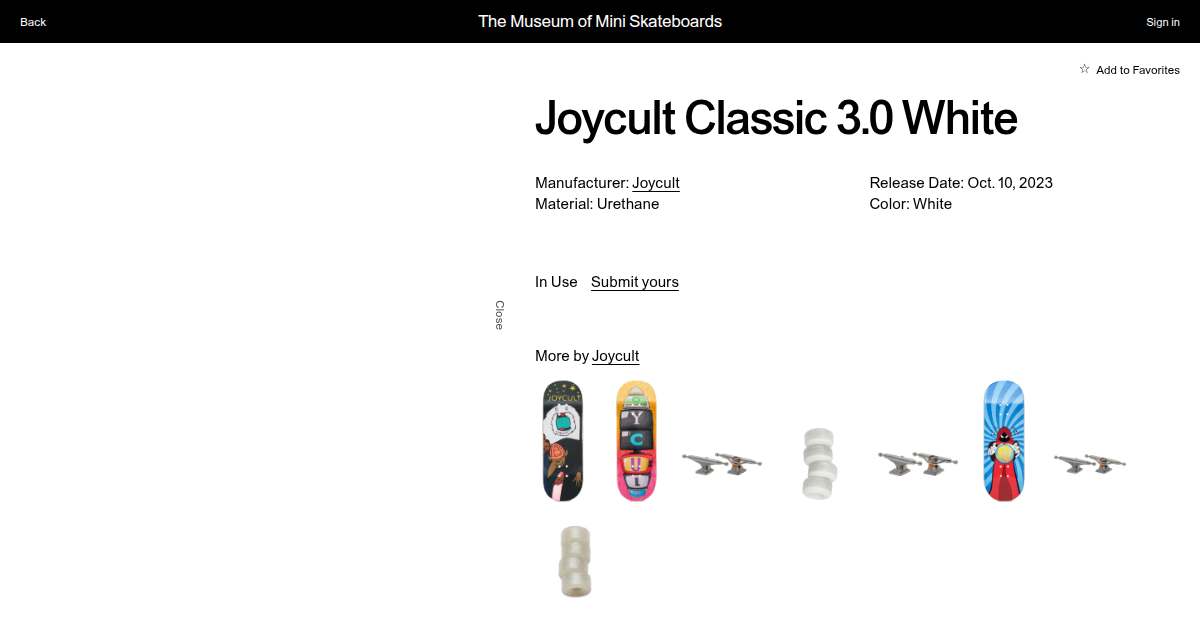 Back
The Museum of Mini Skateboards
Sign in
☆ Add to Favorites
Joycult Classic 3.0 White
Manufacturer: Joycult
Release Date: Oct. 10, 2023
Material: Urethane
Color: White
In Use Submit yours
Close
More by Joycult
JOYCULT
Y
C
U
L